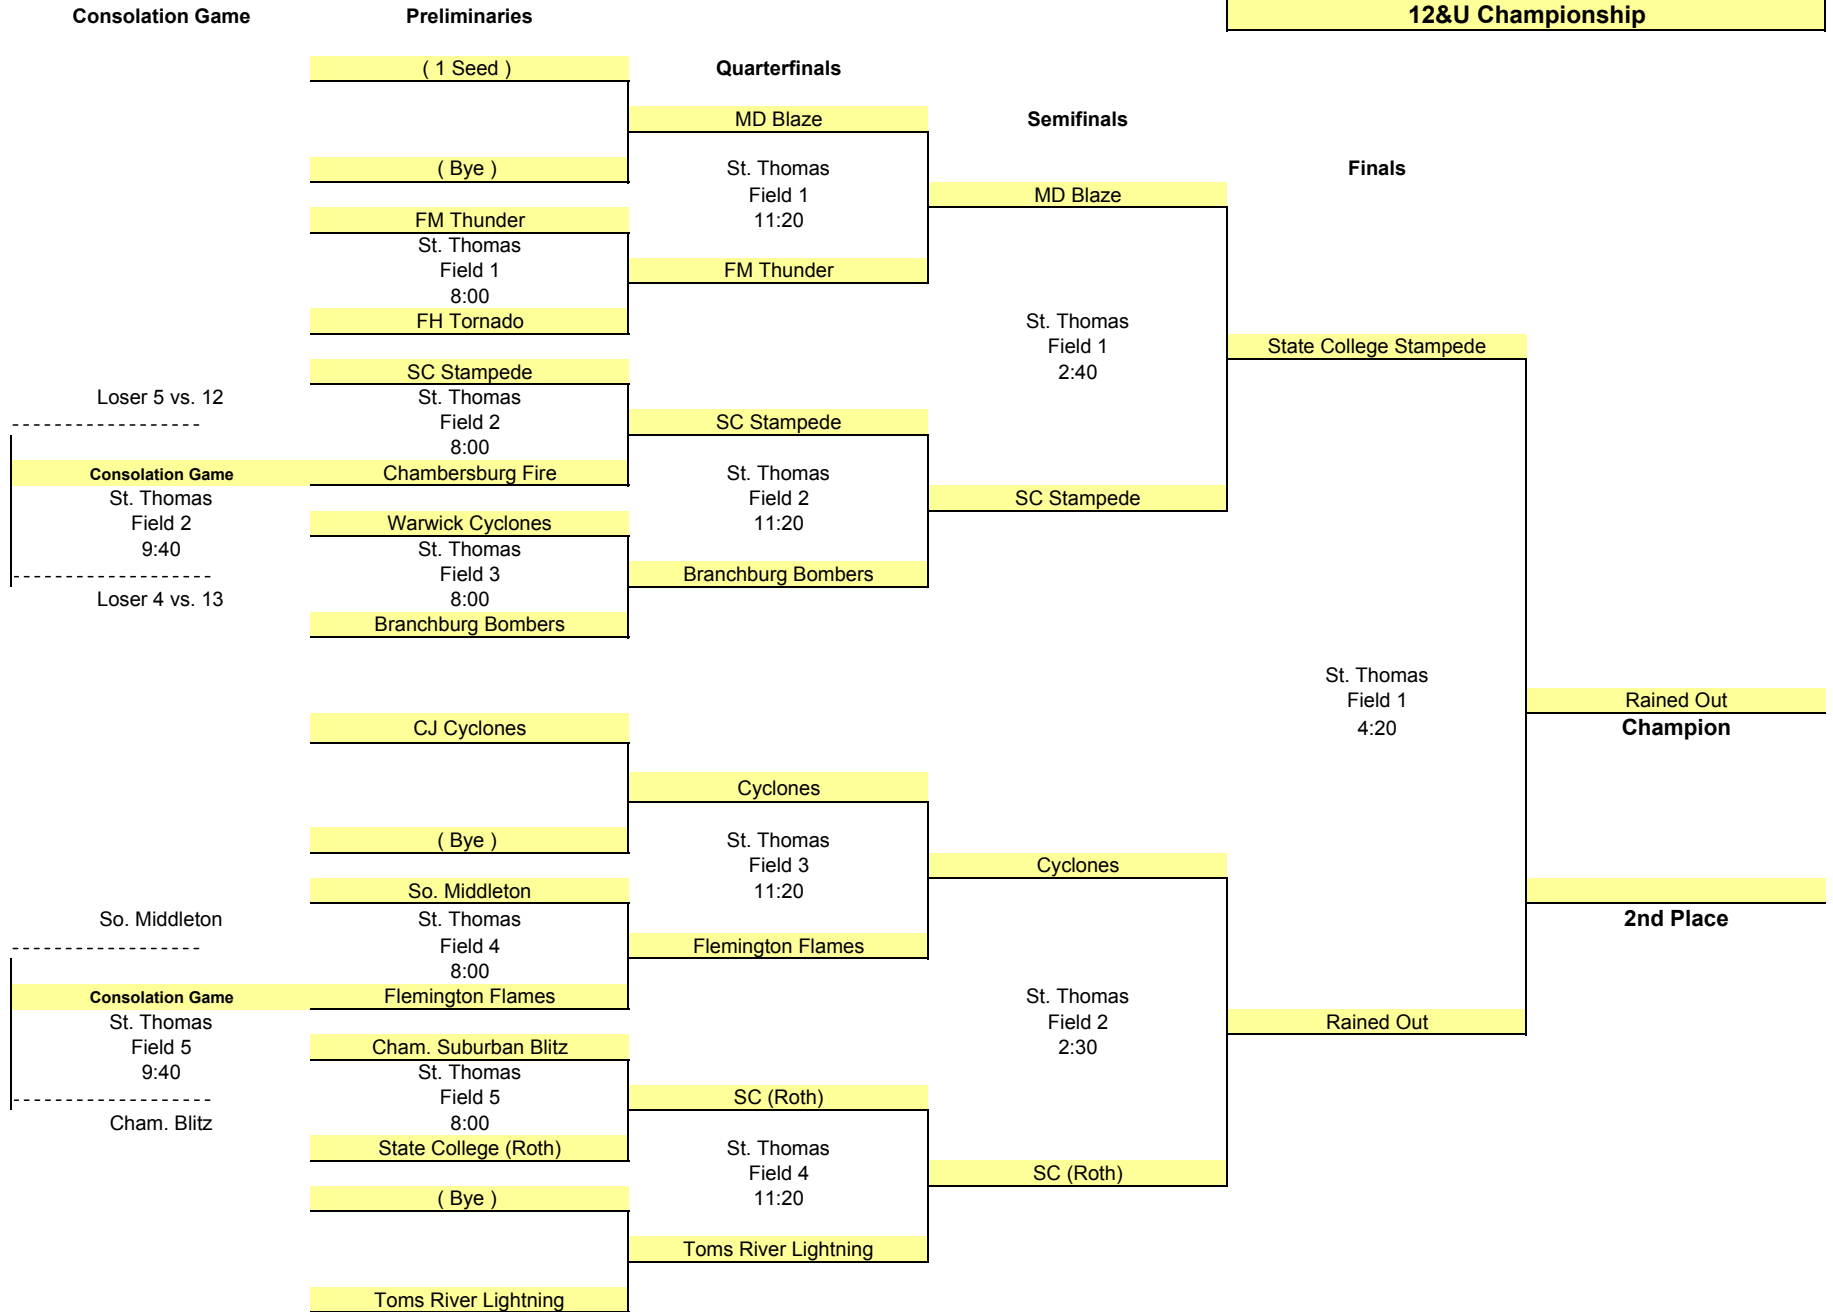 Consolation Game
Preliminaries
12&U Championship
( 1 Seed )
Quarterfinals
MD Blaze
Semifinals
( Bye )
St. Thomas
Finals
Field 1
MD Blaze
FM Thunder
11:20
St. Thomas
Field 1
FM Thunder
8:00
FH Tornado
St. Thomas
Field 1
State College Stampede
SC Stampede
2:40
Loser 5 vs. 12
St. Thomas
- - - - - - - - - - - - - - - - - -
Field 2
SC Stampede
8:00
Consolation Game
Chambersburg Fire
St. Thomas
St. Thomas
Field 2
SC Stampede
Field 2
Warwick Cyclones
11:20
9:40
St. Thomas
- - - - - - - - - - - - - - - - - - -
Field 3
Branchburg Bombers
Loser 4 vs. 13
8:00
Branchburg Bombers
St. Thomas
Field 1
Rained Out
CJ Cyclones
4:20
Champion
Cyclones
( Bye )
St. Thomas
Field 3
Cyclones
So. Middleton
11:20
So. Middleton
St. Thomas
2nd Place
- - - - - - - - - - - - - - - - - -
Field 4
Flemington Flames
8:00
Consolation Game
Flemington Flames
St. Thomas
St. Thomas
Field 2
Rained Out
Field 5
Cham. Suburban Blitz
2:30
9:40
St. Thomas
- - - - - - - - - - - - - - - - - - -
Field 5
SC (Roth)
Cham. Blitz
8:00
State College (Roth)
St. Thomas
Field 4
SC (Roth)
( Bye )
11:20
Toms River Lightning
Toms River Lightning